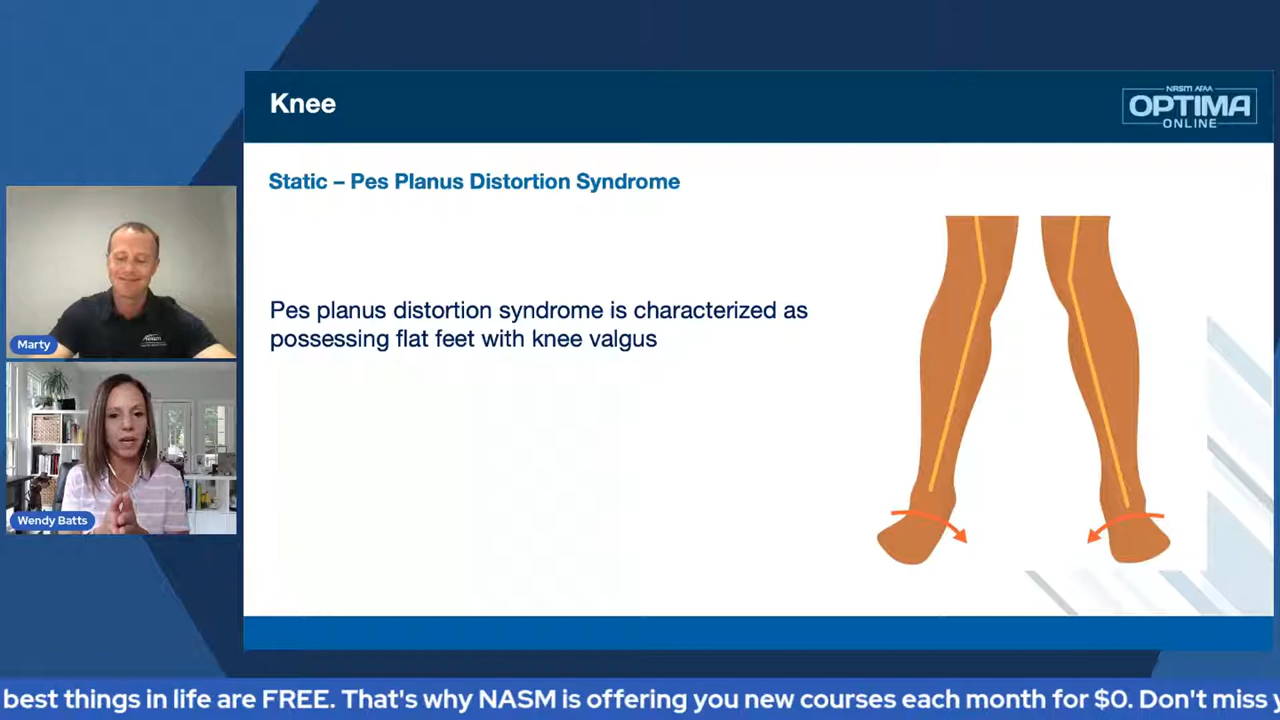 Knee
NASM AFAA
OPTIMA
ONLINE
Static – Pes Planus Distortion Syndrome
Pes planus distortion syndrome is characterized as
possessing flat feet with knee valgus
Marty
Wendy Batts
best things in life are FREE. That's why NASM is offering you new courses each month for $0. Don't miss